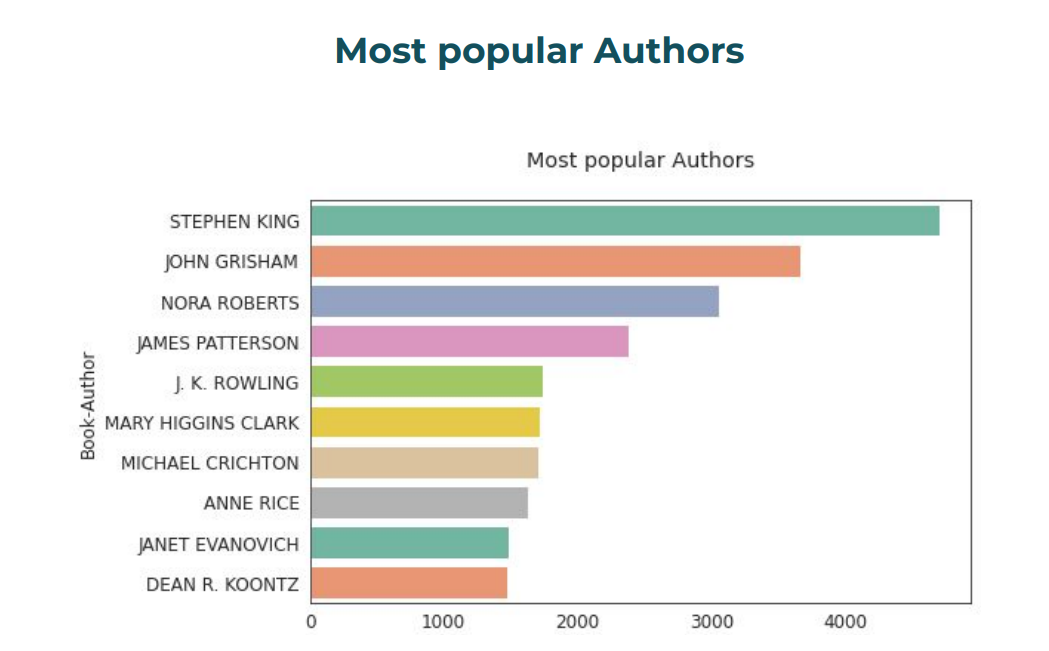 Most popular Authors
Most popular Authors
Book-Author
STEPHEN KING
JOHN GRISHAM
NORA ROBERTS
JAMES PATTERSON
J. K. ROWLING
MARY HIGGINS CLARK
MICHAEL CRICHTON
ANNE RICE
JANET EVANOVICH
DEAN R. KOONTZ
0 1000 2000 3000 4000